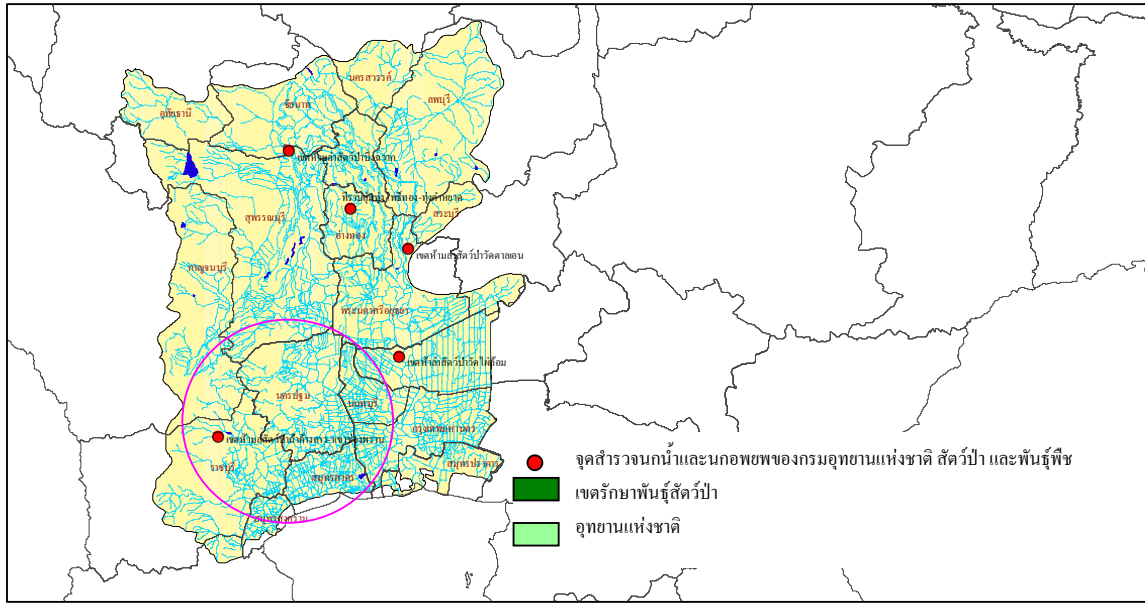 นครสวรรค์
ลพบุรี
ชัยนาท
อุทัยธานี
สุพรรณบุรี
สระบุรี
อ่างทอง
เขตห้ามล่าสัตว์ป่าวัดตาลเอน
กาญจนบุรี
พระนครศรีอยุธยา
เขตห้ามล่าสัตว์ป่าวัดไผ่ล้อม
นครปฐม
นนทบุรี
กรุงเทพมหานคร
ราชบุรี
สมุทรสาคร
สมุทรปราการ
สมุทรสงคราม
จุดสำรวจนกน้ำและนกอพยพของกรมอุทยานแห่งชาติ สัตว์ป่า และพันธุ์พืช
เขตรักษาพันธุ์สัตว์ป่า
อุทยานแห่งชาติ